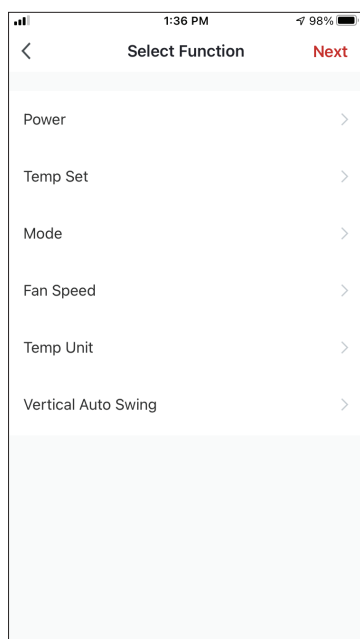 1:36 PM 98%
Select Function Next
Power
Temp Set
Mode
Fan Speed
Temp Unit
Vertical Auto Swing